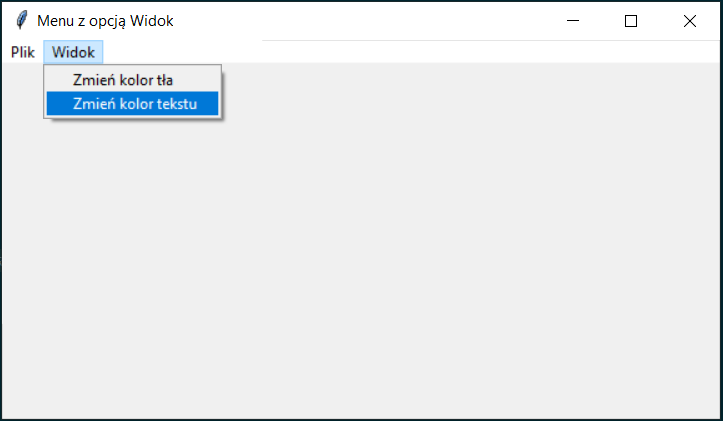 Menu z opcją Widok
Plik Widok
Zmień kolor tła
Zmień kolor tekstu